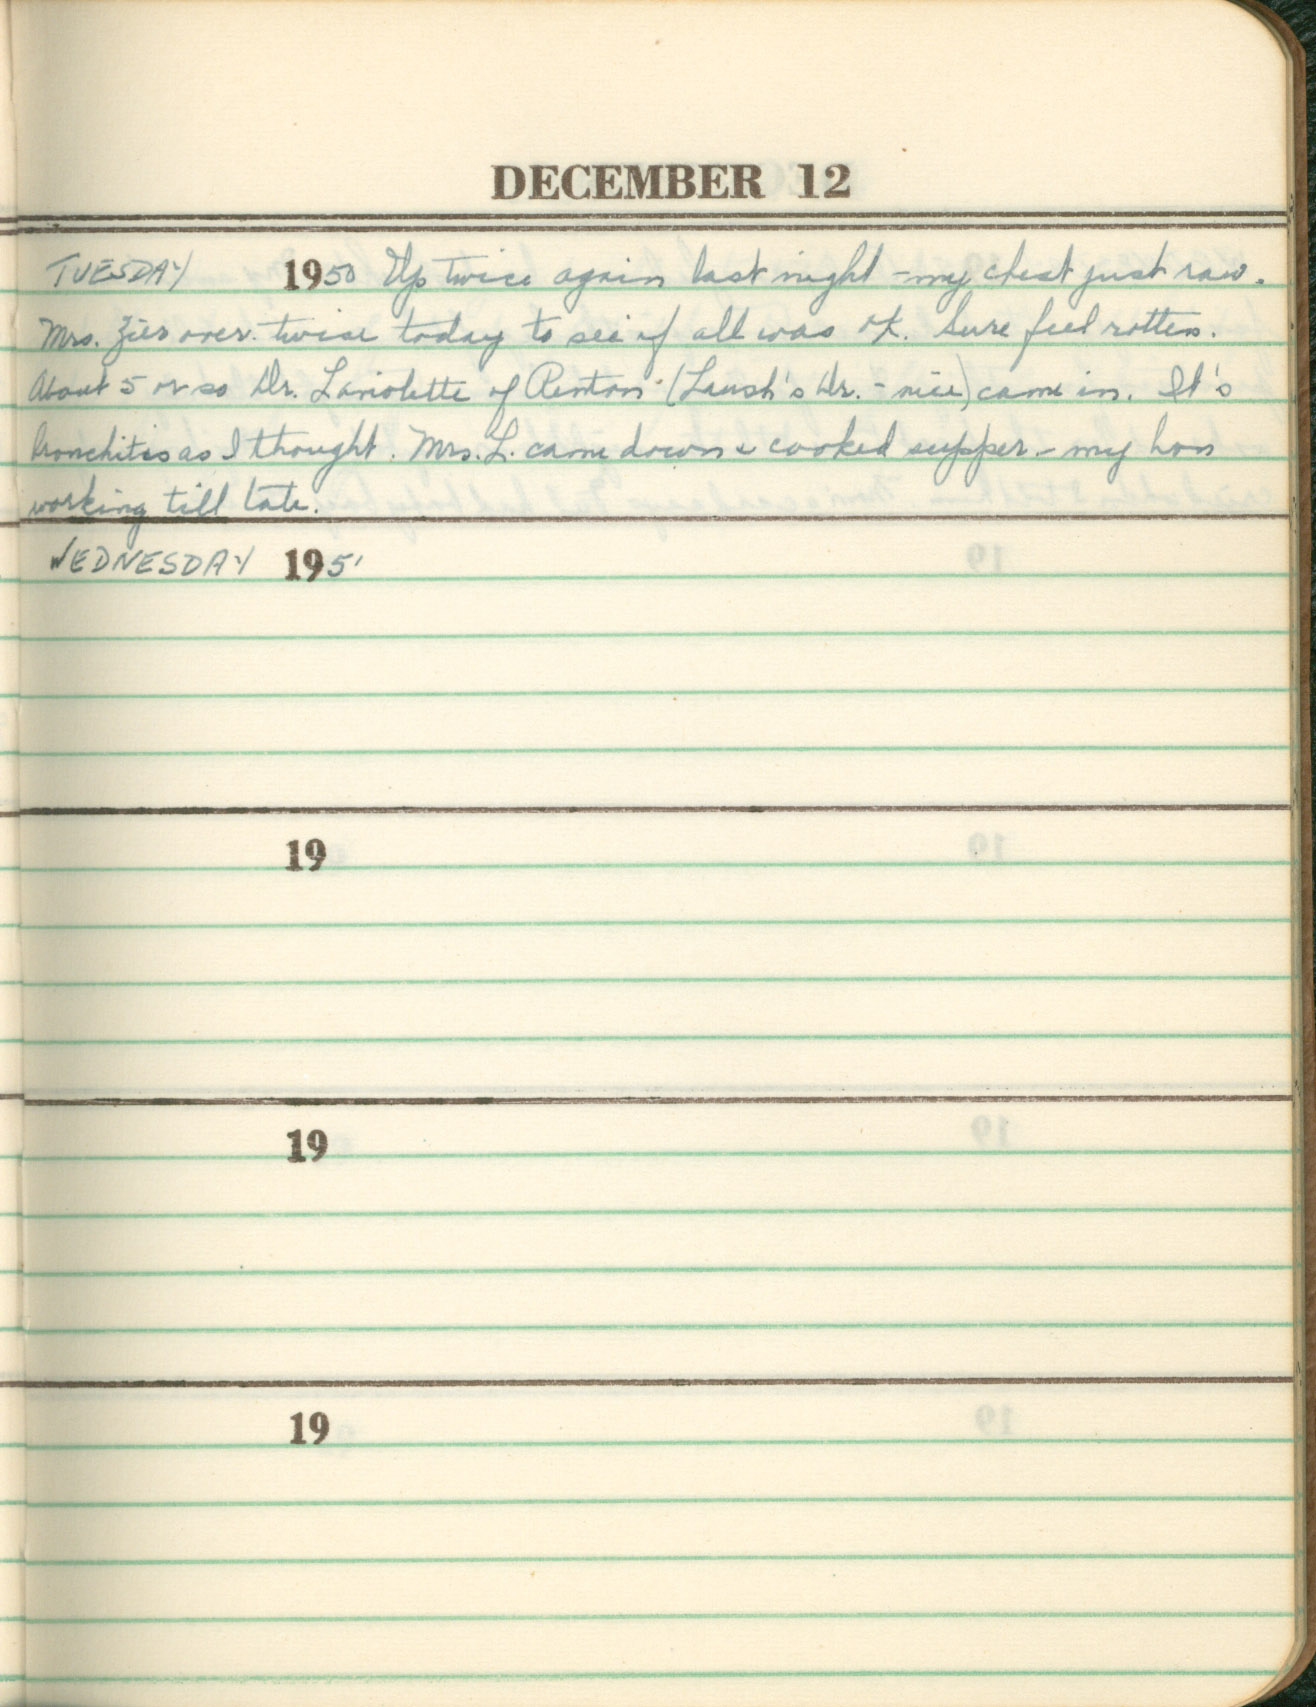 DECEMBER 12
TUESDAY 1950 Up twice again last night - my chest just raw.
Mrs. Zier over twice today to see if all was OK. Sure feel rotten.
About 5 or so Dr. Laviolette of Renton (Laush's Dr. - nice) came in. It's
bronchitis as I thought. Mrs. L. came down & cooked supper - my hon
working till late.
WEDNESDAY 1951
19
19
19